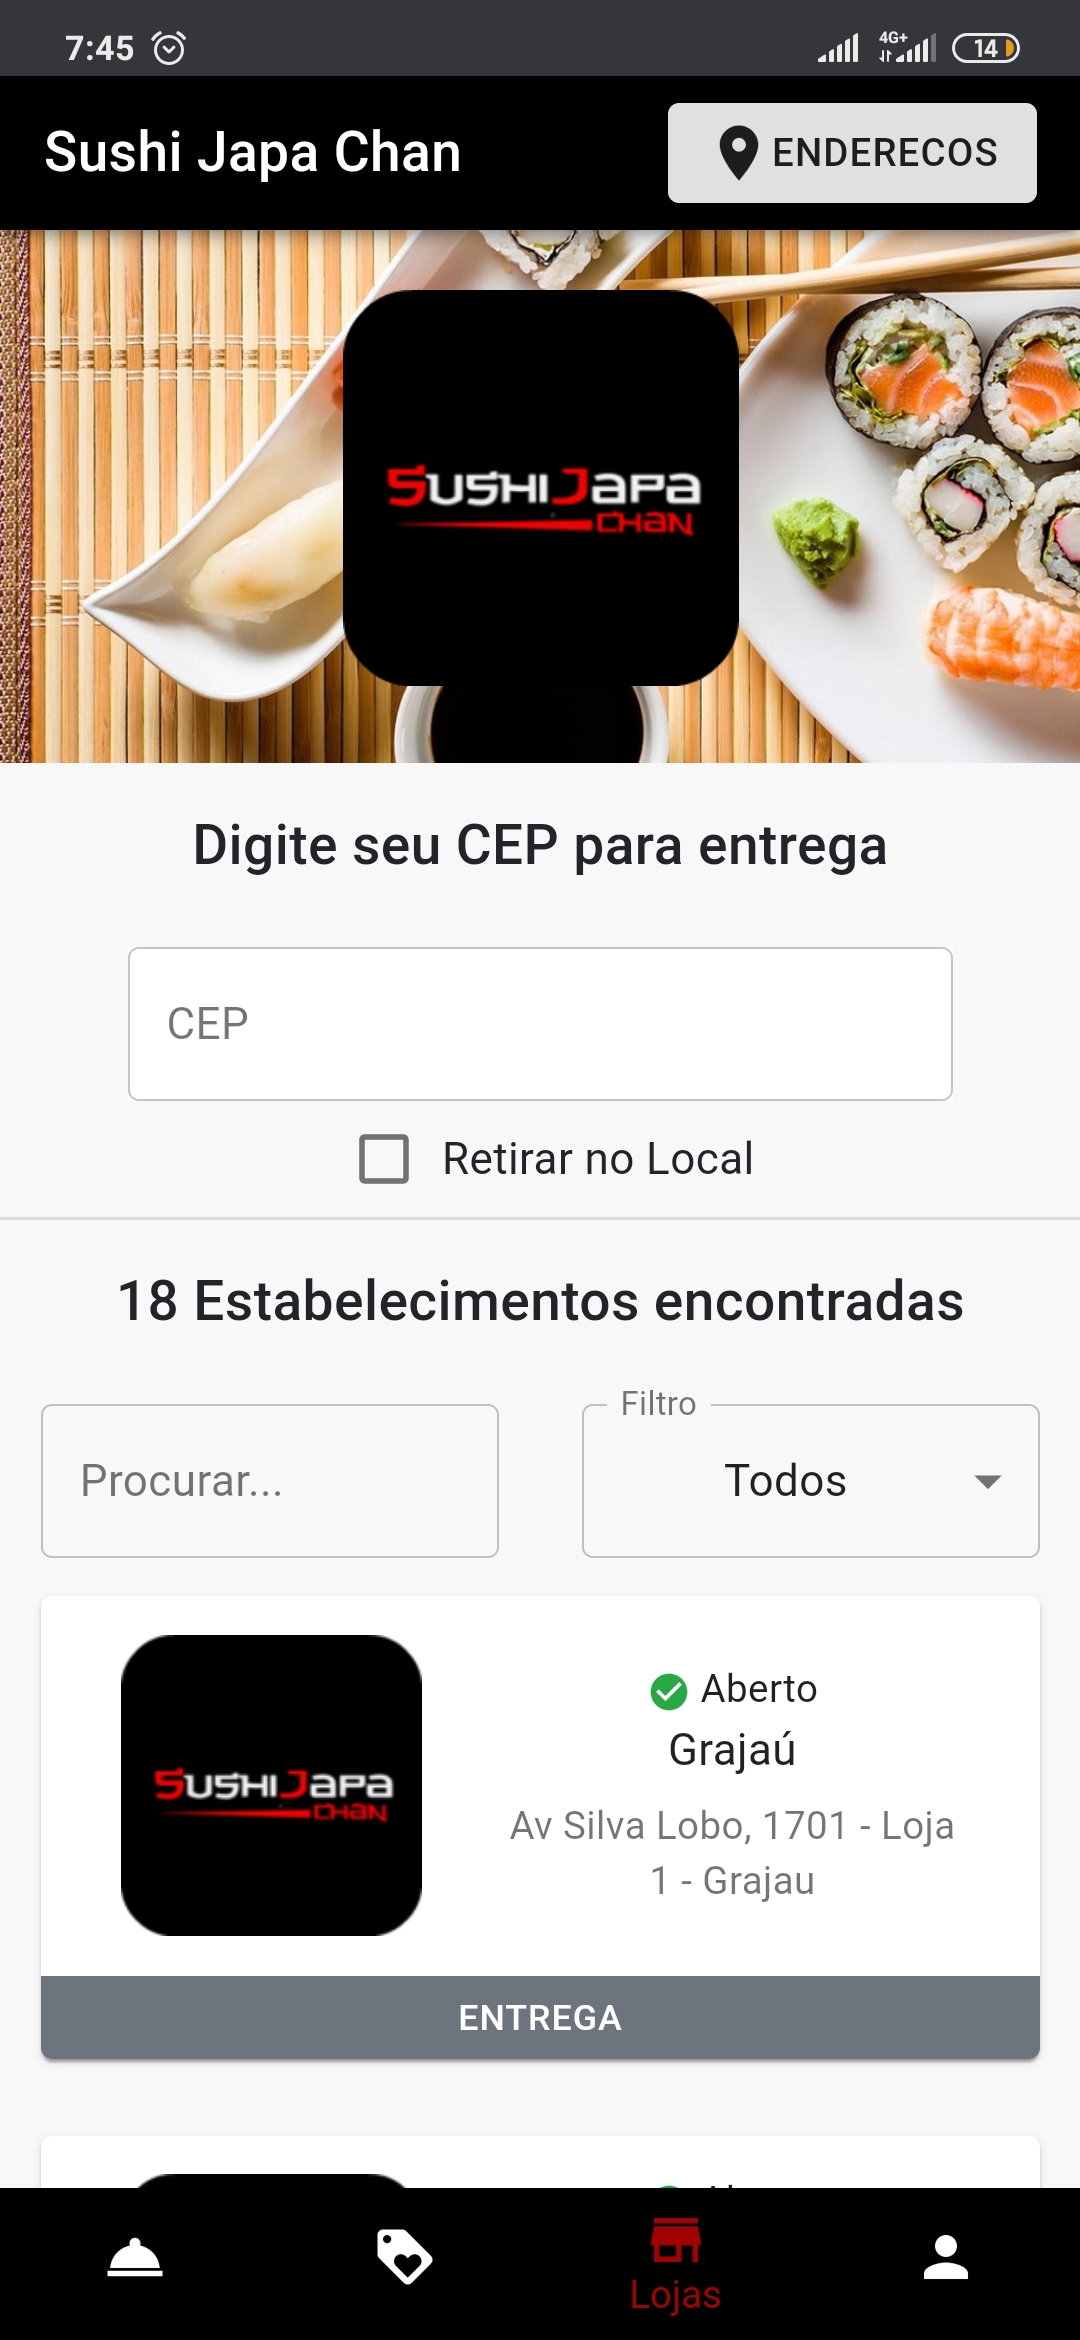 7:45
4G+
14
Sushi Japa Chan
ENDERECOS
SUSHI JAPA
CHAN
Digite seu CEP para entrega
CEP
Retirar no Local
18 Estabelecimentos encontradas
Filtro
Procurar...
Todos
SUSHI JAPA
CHAN
Aberto
Grajaú
Av Silva Lobo, 1701 - Loja
1 - Grajau
ENTREGA
Lojas